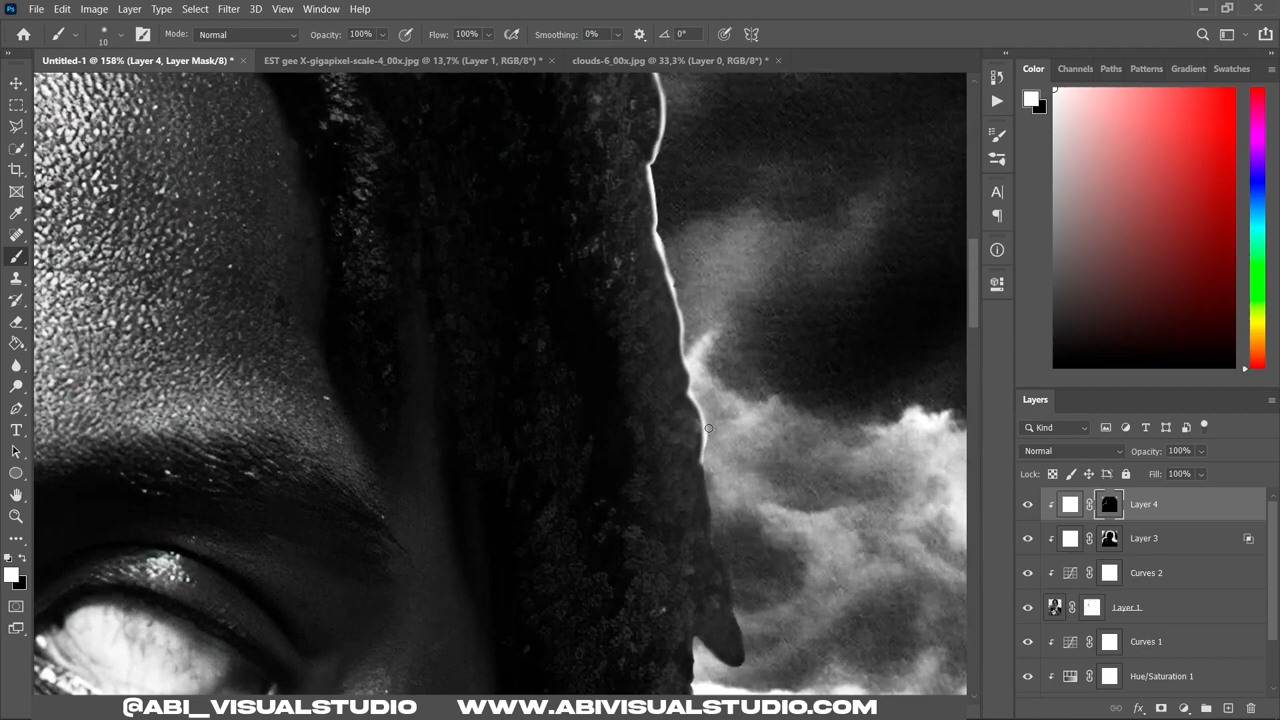 Ps File Edit Image Layer Type Select Filter 3D View Window Help
10 Mode: Normal Opacity: 100% Flow: 100% Smoothing: 0% 0°
Untitled-1 @ 158% (Layer 4, Layer Mask/8) * EST gee X-gigapixel-scale-4_00x.jpg @ 13,7% (Layer 1, RGB/8*) * clouds-6_00x.jpg @ 33,3% (Layer 0, RGB/8*) *
Color Channels Paths Patterns Gradient Swatches
Layers
Kind
Normal Opacity: 100%
Lock: Fill: 100%
Layer 4
Layer 3
Curves 2
Layer 1
Curves 1
Hue/Saturation 1
@ABI_VISUALSTUDIO WWW.ABIVISUALSTUDIO.COM